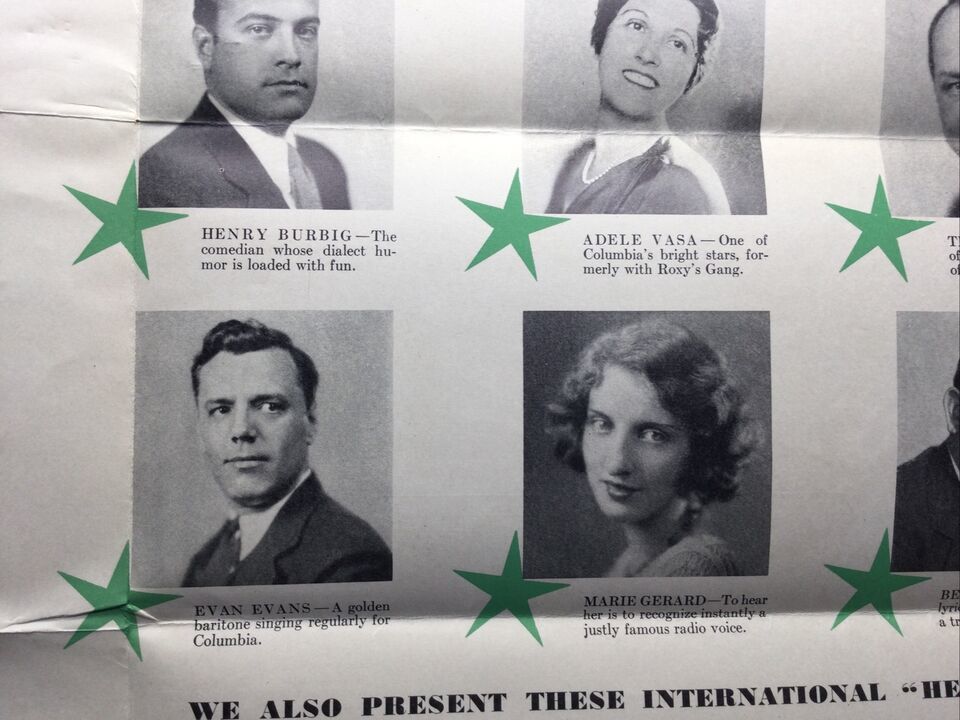 HENRY BURBIG—The
comedian whose dialect hu-
mor is loaded with fun.
ADELE VASA—One of
Columbia's bright stars, for-
merly with Roxy's Gang.
EVAN EVANS—A golden
baritone singing regularly for
Columbia.
MARIE GERARD—To hear
her is to recognize instantly a
justly famous radio voice.
WE ALSO PRESENT THESE INTERNATIONAL